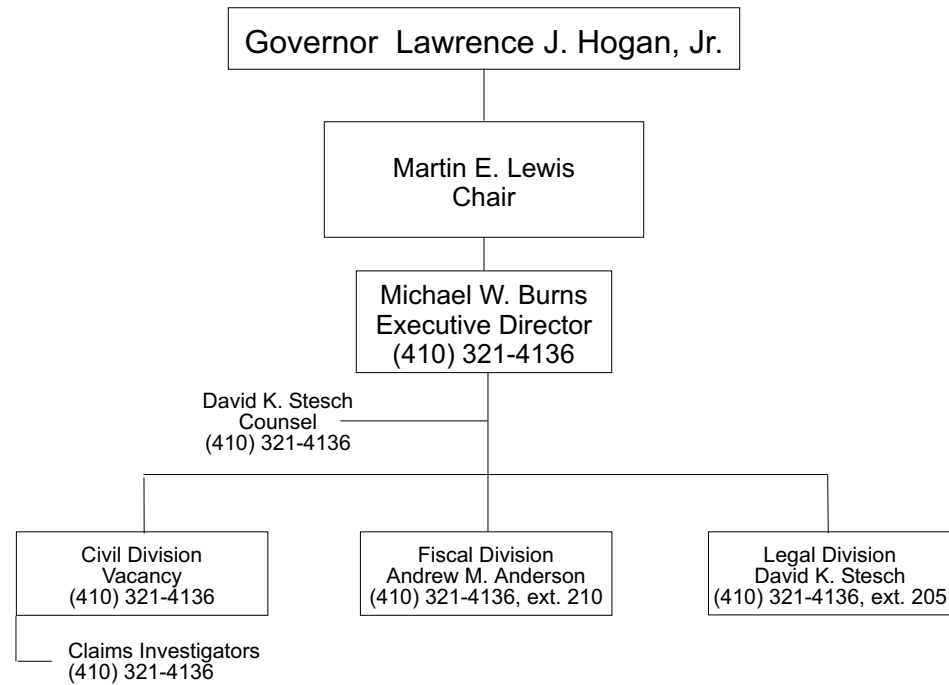 Governor Lawrence J. Hogan, Jr.
Martin E. Lewis
Chair
Michael W. Burns
Executive Director
(410) 321-4136
David K. Stesch
Counsel
(410) 321-4136
Civil Division
Vacancy
(410) 321-4136
Fiscal Division
Andrew M. Anderson
(410) 321-4136, ext. 210
Legal Division
David K. Stesch
(410) 321-4136, ext. 205
Claims Investigators
(410) 321-4136